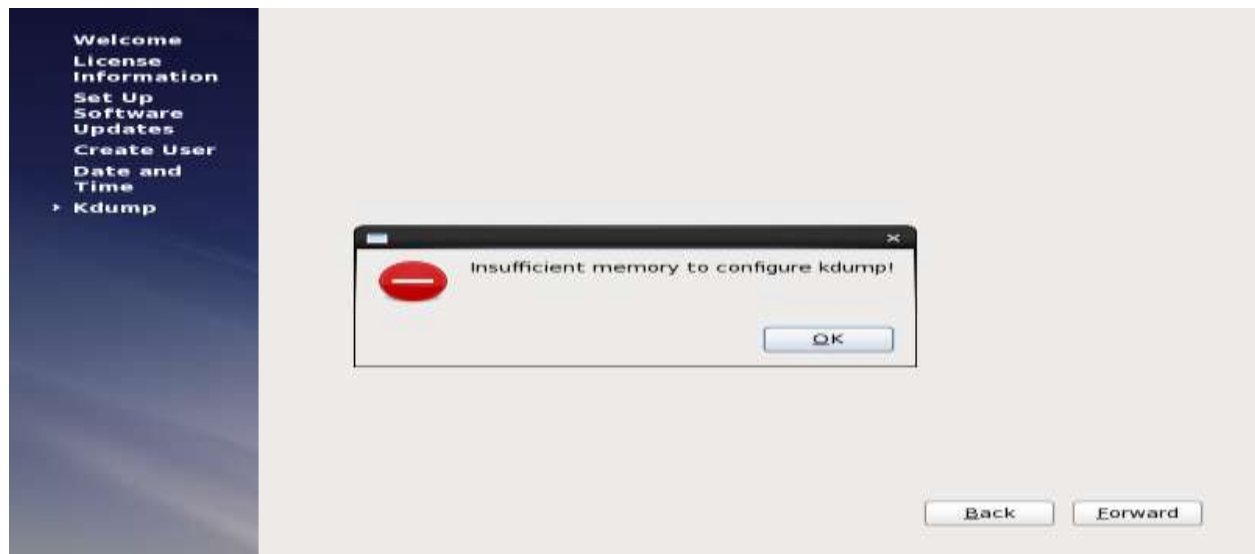 Welcome
License
Information
Set Up
Software
Updates
Create User
Date and
Time
Kdump
Insufficient memory to configure kdump!
OK
Back
Forward